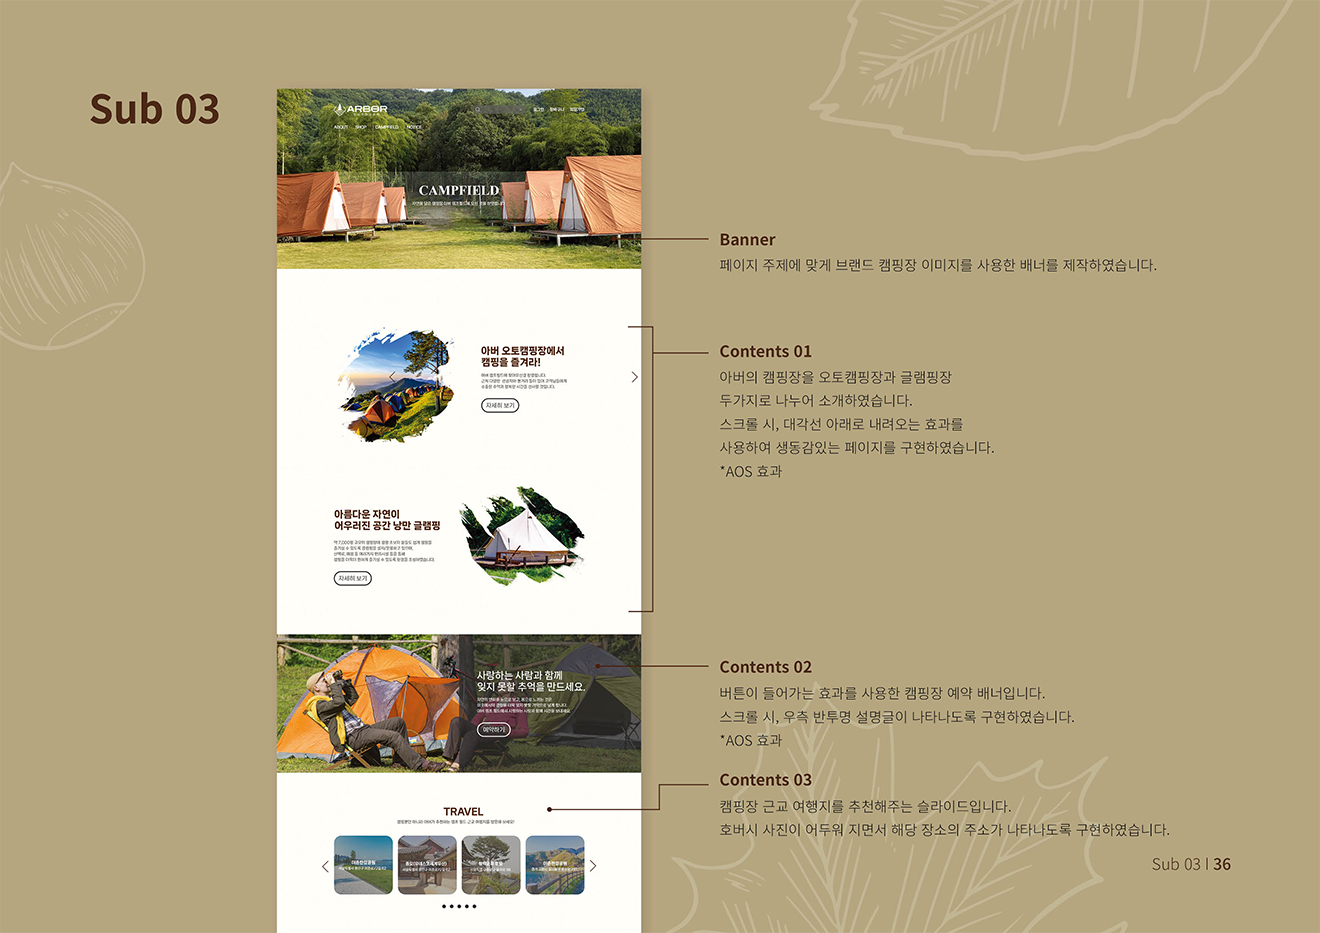 Sub 03
ARBOR
로그인 장바구니 회원가입
ABOUT SHOP CAMPFIELD NOTICE
CAMPFIELD
Banner
페이지 주제에 맞게 브랜드 캠핑장 이미지를 사용한 배너를 제작하였습니다.
아버 오토캠핑장에서
캠핑을 즐겨라!
자세히 보기
Contents 01
아버의 캠핑장을 오토캠핑장과 글램핑장
두가지로 나누어 소개하였습니다.
스크롤 시, 대각선 아래로 내려오는 효과를
사용하여 생동감있는 페이지를 구현하였습니다.
*AOS 효과
아름다운 자연이
어우러진 공간 낭만 글램핑
자세히 보기
사랑하는 사람과 함께
잊지 못할 추억을 만드세요.
예약하기
Contents 02
버튼이 들어가는 효과를 사용한 캠핑장 예약 배너입니다.
스크롤 시, 우측 반투명 설명글이 나타나도록 구현하였습니다.
*AOS 효과
TRAVEL
Contents 03
캠핑장 근교 여행지를 추천해주는 슬라이드입니다.
호버시 사진이 어두워 지면서 해당 장소의 주소가 나타나도록 구현하였습니다.
Sub 03 | 36